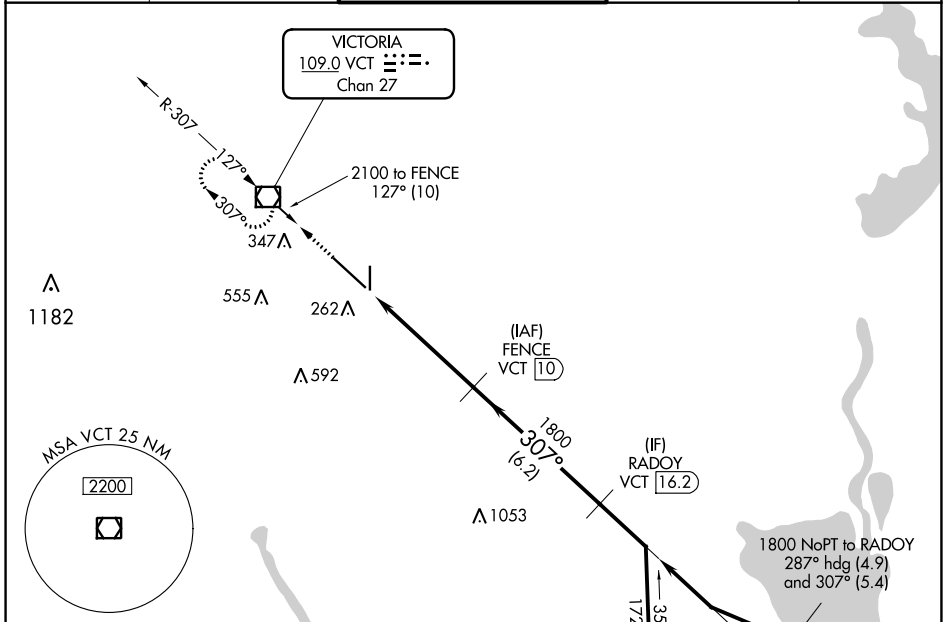 VICTORIA
109.0 VCT
Chan 27
R-307
127°
307°
2100 to FENCE
127° (10)
347
555
262
1182
592
(IAF)
FENCE
VCT 10
1800
307°
(6.2)
(IF)
RADOY
VCT 16.2
MSA VCT 25 NM
2200
1053
1800 NoPT to RADOY
287° hdg (4.9)
and 307° (5.4)
172
35